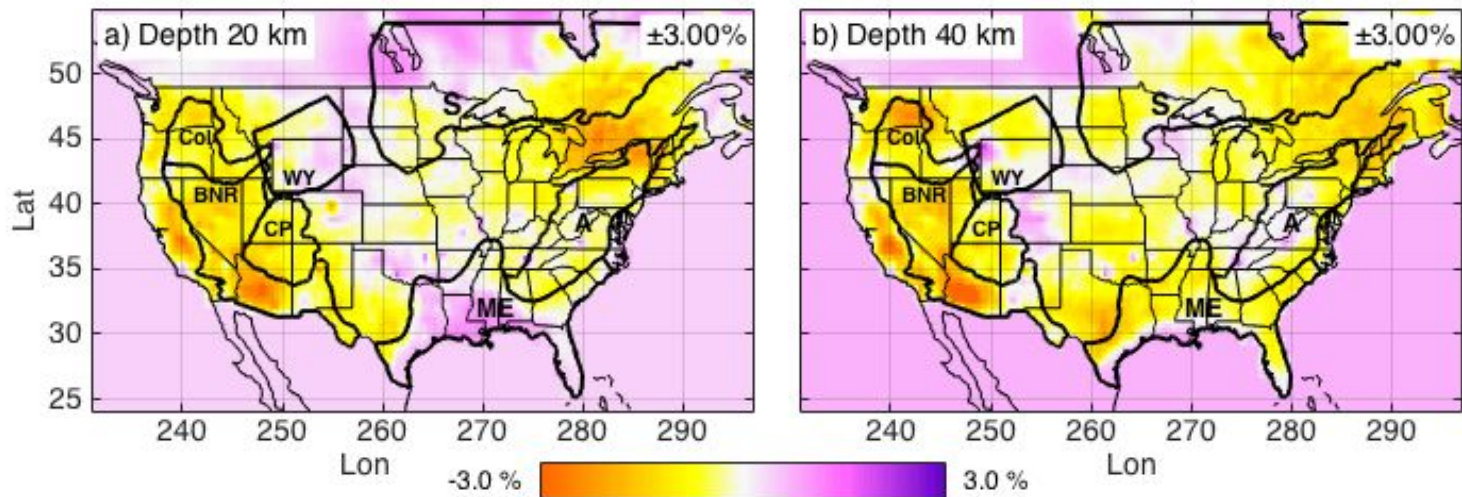 a) Depth 20 km
±3.00%
b) Depth 40 km
±3.00%
50
45
40
35
30
25
Lat
S
Col
WY
BNR
CP
A
ME
S
Col
WY
BNR
CP
A
ME
240
250
260
270
280
290
240
250
260
270
280
290
Lon
Lon
-3.0 %
3.0 %